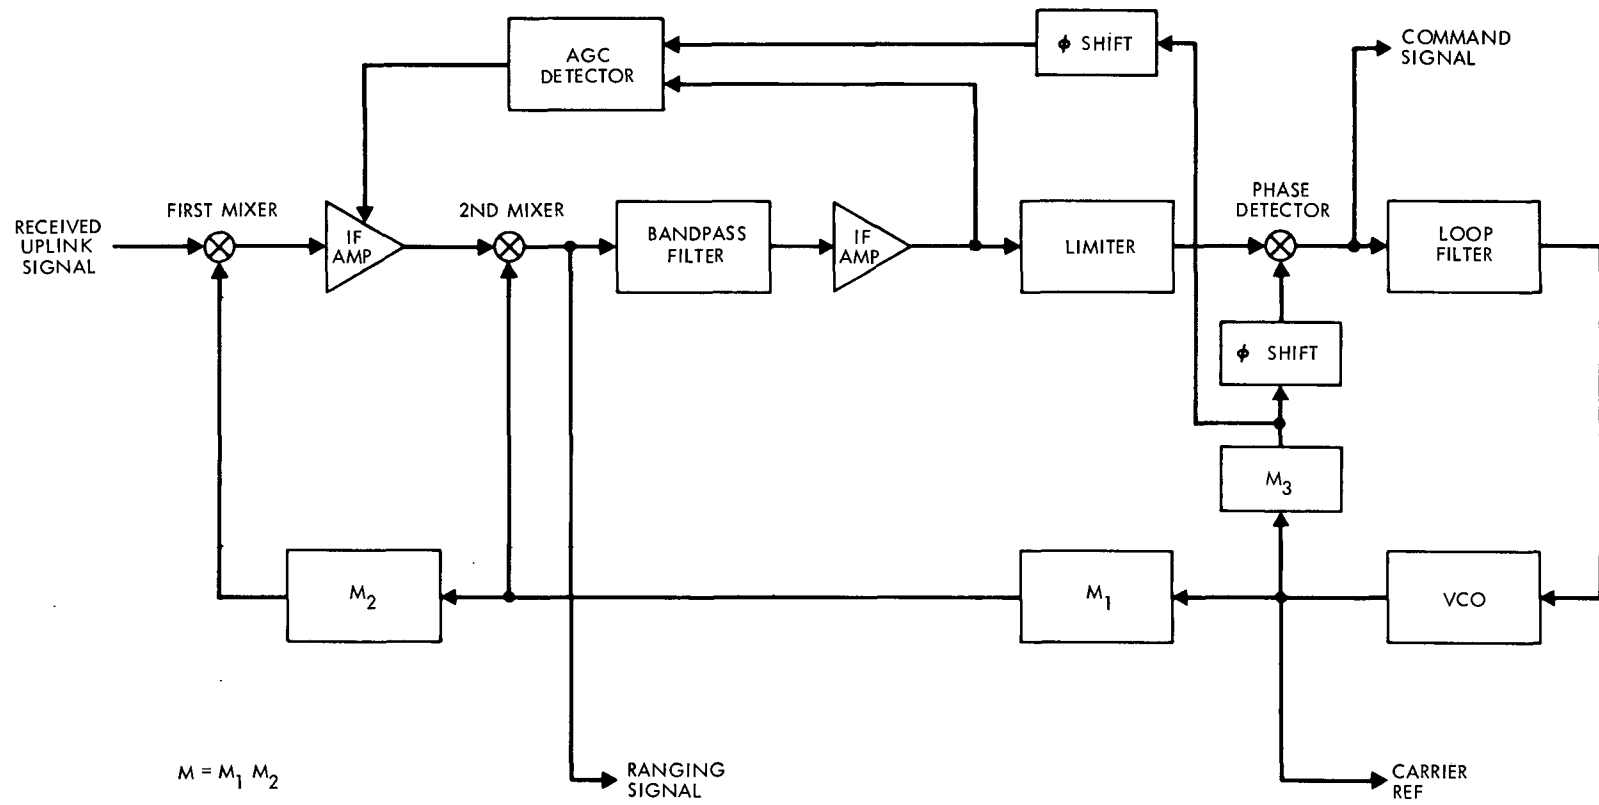 AGC
DETECTOR
ɸ SHIFT
COMMAND
SIGNAL
RECEIVED
UPLINK
SIGNAL
FIRST MIXER
IF
AMP
2ND MIXER
BANDPASS
FILTER
IF
AMP
LIMITER
PHASE
DETECTOR
LOOP
FILTER
ɸ SHIFT
M3
M2
M1
VCO
M = M1 M2
RANGING
SIGNAL
CARRIER
REF